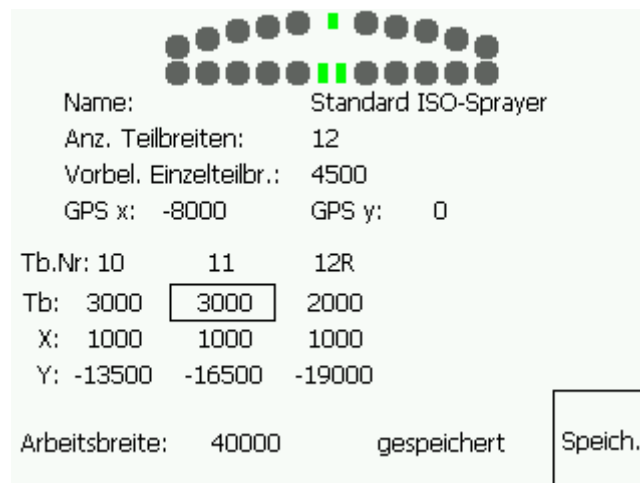 Name: Standard ISO-Sprayer
Anz. Teilbreiten: 12
Vorbel. Einzelteilbr.: 4500
GPS x: -8000 GPS y: 0
Tb.Nr: 10 11 12R
Tb: 3000 3000 2000
X: 1000 1000 1000
Y: -13500 -16500 -19000
Arbeitsbreite: 40000 gespeichert Speich.